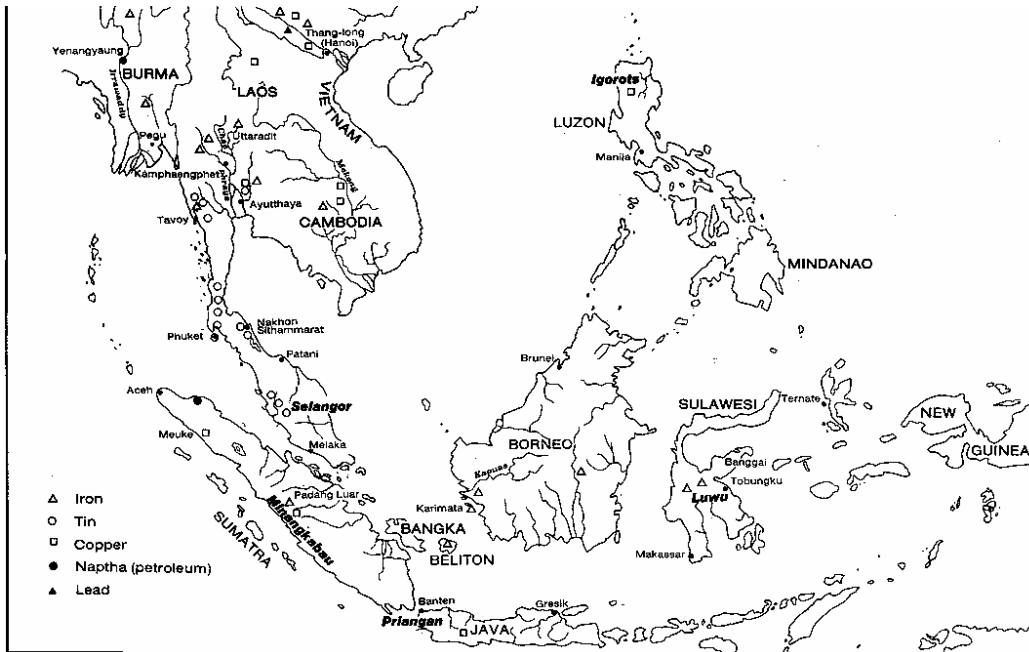 Thang-long
(Hanoi)
Yenangyaung
BURMA
Irrawaddy
LAOS
VIETNAM
Igorots
LUZON
Pegu
Uttaradit
Manila
Kamphaengphet
Mekong
Ayutthaya
Tavoy
CAMBODIA
MINDANAO
Nakhon
Sithammarat
Phuket
Patani
Brunei
Aceh
Selangor
SULAWESI
Ternate
NEW
GUINEA
Meuke
Melaka
BORNEO
Kapuas
Banggai
Tobungku
Luwu
Padang Luar
Minangkabau
Karimata
BANGKA
BELITON
SUMATRA
Makassar
Iron
Tin
Copper
Naptha (petroleum)
Lead
Banten
Gresik
Priangan
JAVA